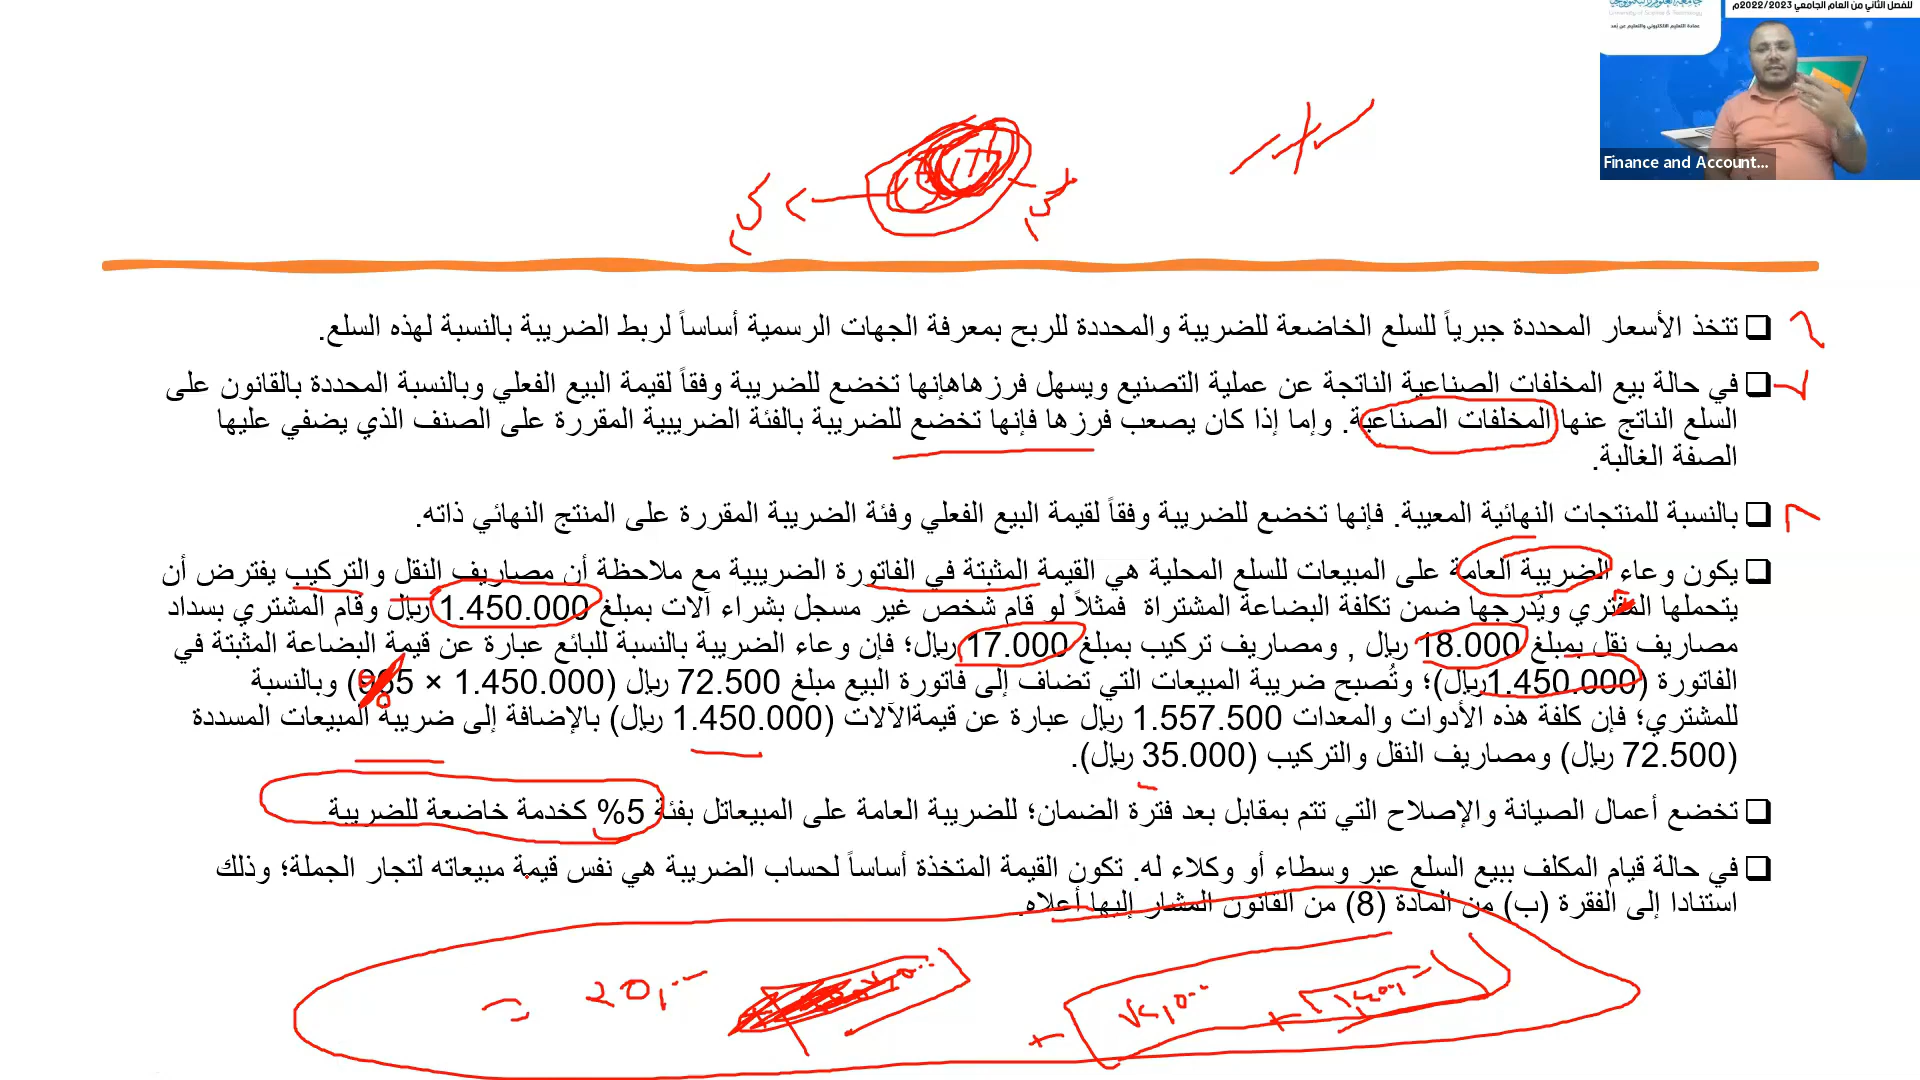 للفصل الثاني من العام الجامعي 2022/2023م
University of Science & Technology
عمادة التعليم الالكتروني والتعليم عن بعد
Finance and Account...
تتخذ الأسعار المحددة جبرياً للسلع الخاضعة للضريبة والمحددة للربح بمعرفة الجهات الرسمية أساساً لربط الضريبة بالنسبة لهذه السلع.
في حالة بيع المخلفات الصناعية الناتجة عن عملية التصنيع ويسهل فرزهاهإنها تخضع للضريبة وفقاً لقيمة البيع الفعلي وبالنسبة المحددة بالقانون على
السلع الناتج عنها المخلفات الصناعية. وإما إذا كان يصعب فرزها فإنها تخضع للضريبة بالفئة الضريبية المقررة على الصنف الذي يضفي عليها
الصفة الغالبة.
بالنسبة للمنتجات النهائية المعيبة. فإنها تخضع للضريبة وفقاً لقيمة البيع الفعلي وفئة الضريبة المقررة على المنتج النهائي ذاته.
يكون وعاء الضريبة العامة على المبيعات للسلع المحلية هي القيمة المثبتة في الفاتورة الضريبية مع ملاحظة أن مصاريف النقل والتركيب يفترض أن
يتحملها المشتري ويُدرجها ضمن تكلفة البضاعة المشتراة فمثلاً لو قام شخص غير مسجل بشراء آلات بمبلغ 1.450.000 ريال وقام المشتري بسداد
مصاريف نقل بمبلغ 18.000 ريال , ومصاريف تركيب بمبلغ 17.000 ريال؛ فإن وعاء الضريبة بالنسبة للبائع عبارة عن قيمة البضاعة المثبتة في
الفاتورة (1.450.000ريال)؛ وتُصبح ضريبة المبيعات التي تضاف إلى فاتورة البيع مبلغ 72.500 ريال (1.450.000 × 5) وبالنسبة
للمشتري؛ فإن كلفة هذه الأدوات والمعدات 1.557.500 ريال عبارة عن قيمةالآلات (1.450.000 ريال) بالإضافة إلى ضريبة المبيعات المسددة
(72.500 ريال) ومصاريف النقل والتركيب (35.000 ريال).
تخضع أعمال الصيانة والإصلاح التي تتم بمقابل بعد فترة الضمان؛ للضريبة العامة على المبيعاتل بفئة 5% كخدمة خاضعة للضريبة.
في حالة قيام المكلف ببيع السلع عبر وسطاء أو وكلاء له. تكون القيمة المتخذة أساساً لحساب الضريبة هي نفس قيمة مبيعاته لتجار الجملة؛ وذلك
استنادا إلى الفقرة (ب) من المادة (8) من القانون المشار إليها أعلاه.